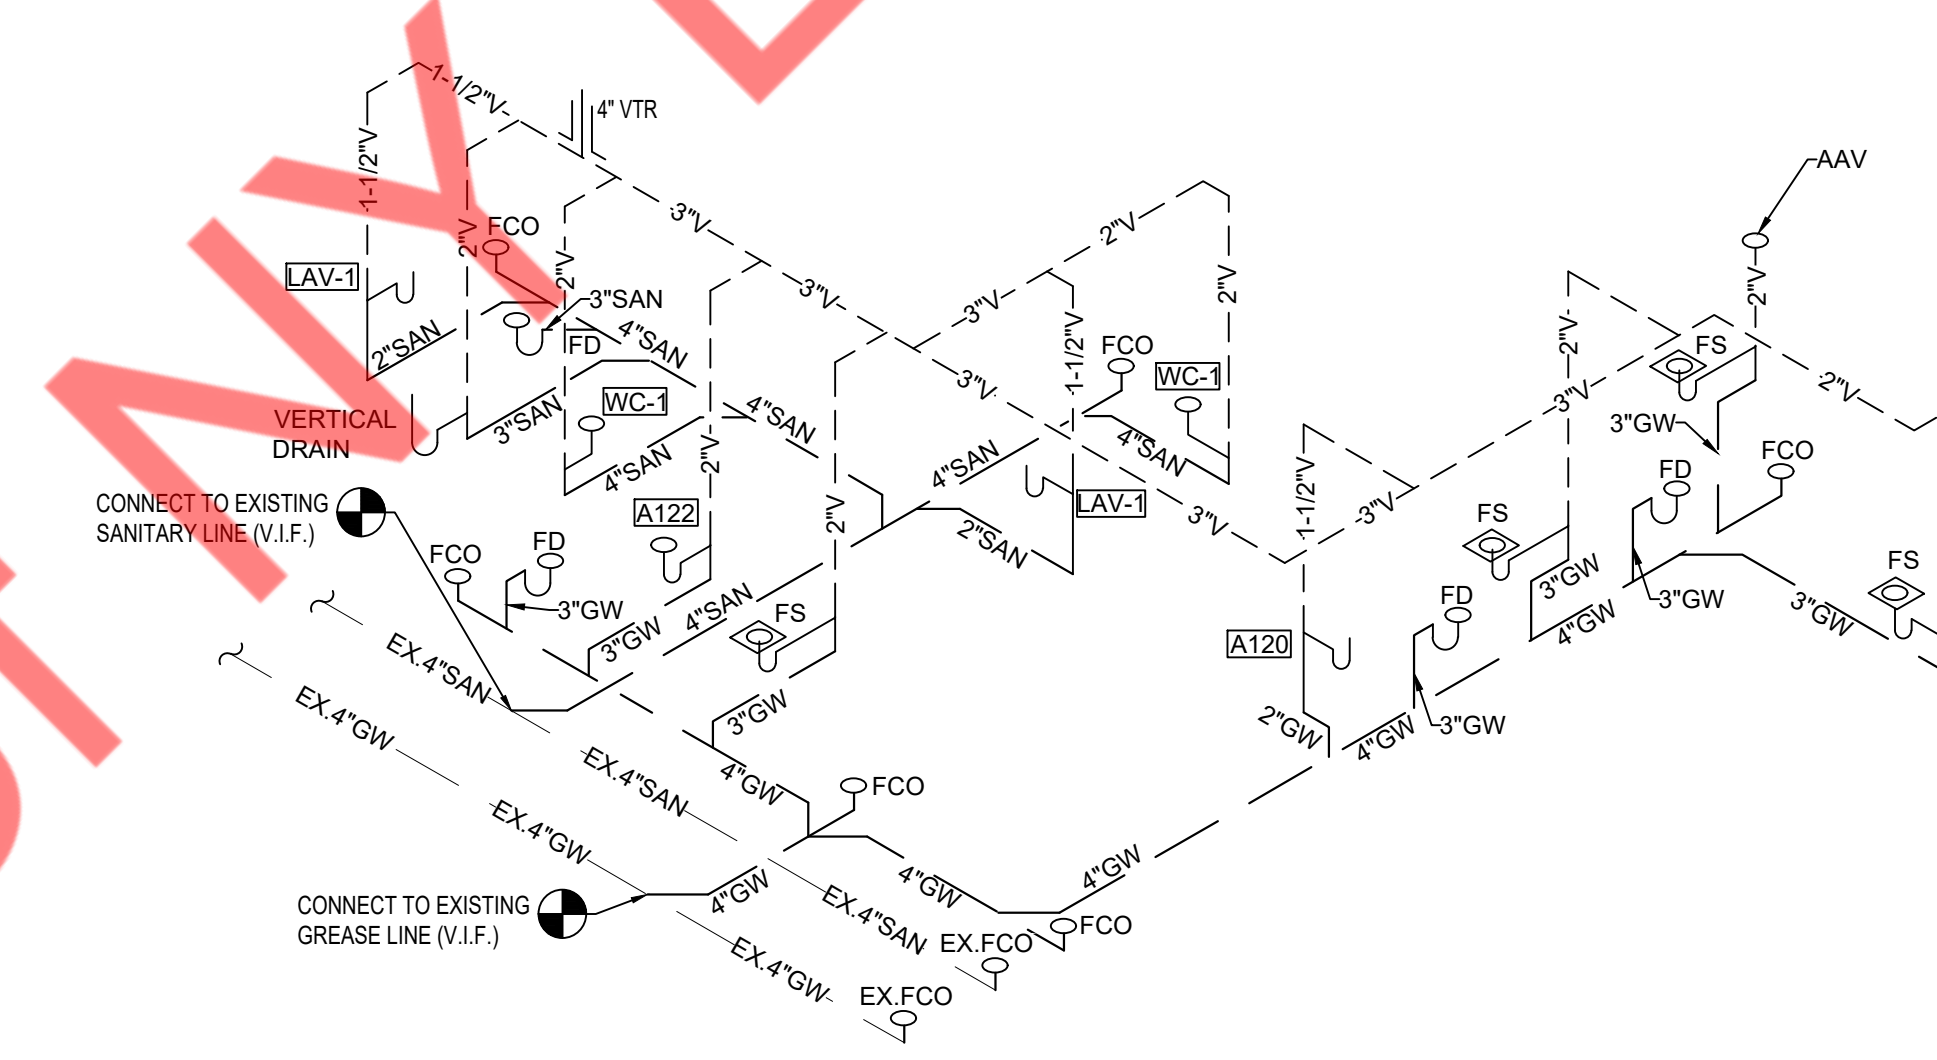 1-1/2"V
4" VTR
1-1/2"V
AAV
3"V
2"V
FCO
2"V
2"V
LAV-1
3"SAN
3"V
3"V
2"V
2"V
2"SAN
FD
4"SAN
1-1/2"V
FCO
2"V
FS
WC-1
3"V
WC-1
2"V
3"V
VERTICAL
DRAIN
3"SAN
4"SAN
3"GW
4"SAN
2"V
4"SAN
4"SAN
FCO
FD
1-1/2"V
CONNECT TO EXISTING
SANITARY LINE (V.I.F.)
A122
2"V
LAV-1
3"V
3"V
FS
2"SAN
FCO
FD
3"GW
FS
3"GW
4"SAN
FS
FD
3"GW
3"GW
EX.4"SAN
3"GW
A120
4"GW
EX.4"GW
3"GW
2"GW
4"GW
3"GW
EX.4"SAN
4"GW
FCO
EX.4"GW
4"GW
4"GW
4"GW
CONNECT TO EXISTING
GREASE LINE (V.I.F.)
EX.4"SAN
FCO
EX.4"GW
EX.FCO
EX.FCO